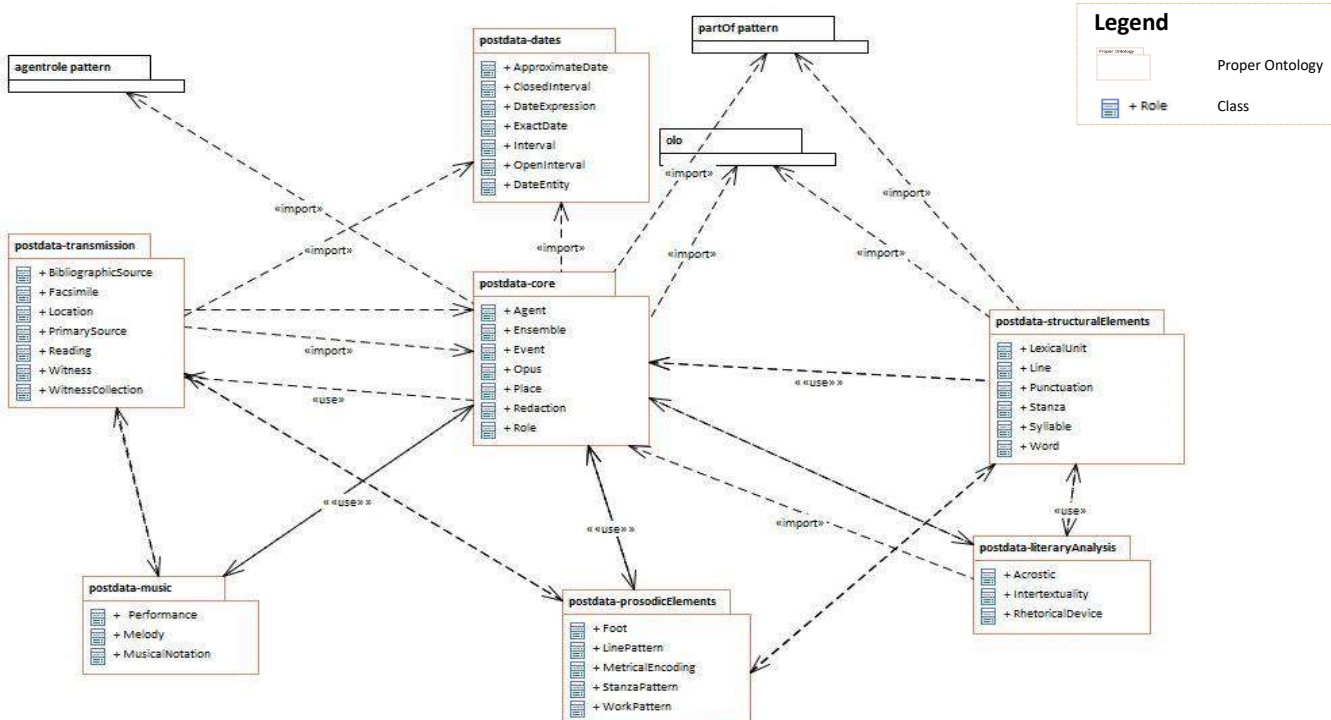 partOf pattern
Legend
Proper Ontology
Proper Ontology
+ Role
Class
agentrole pattern
postdata-dates
+ ApproximateDate
+ ClosedInterval
+ DateExpression
+ ExactDate
+ Interval
+ OpenInterval
+ DateEntity
olo
«import»
«import»
«import»
«import»
«import»
«import»
postdata-transmission
+ BibliographicSource
+ Facsimile
+ Location
+ PrimarySource
+ Reading
+ Witness
+ WitnessCollection
«import»
«use»
postdata-core
+ Agent
+ Ensemble
+ Event
+ Opus
+ Place
+ Redaction
+ Role
«import»
« «use» »
postdata-structuralElements
+ LexicalUnit
+ Line
+ Punctuation
+ Stanza
+ Syllable
+ Word
« «use» »
« «use» »
«import»
«use»
postdata-music
+ Performance
+ Melody
+ MusicalNotation
postdata-prosodicElements
+ Foot
+ LinePattern
+ MetricalEncoding
+ StanzaPattern
+ WorkPattern
postdata-literaryAnalysis
+ Acrostic
+ Intertextuality
+ RhetoricalDevice